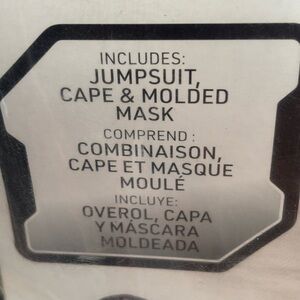 INCLUDES:
JUMPSUIT,
CAPE & MOLDED
MASK
COMPREND :
COMBINAISON,
CAPE ET MASQUE
MOULÉ
INCLUYE:
OVEROL, CAPA
Y MÁSCARA
MOLDEADA